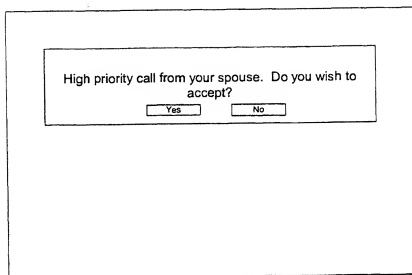 High priority call from your spouse. Do you wish to
accept?
Yes No